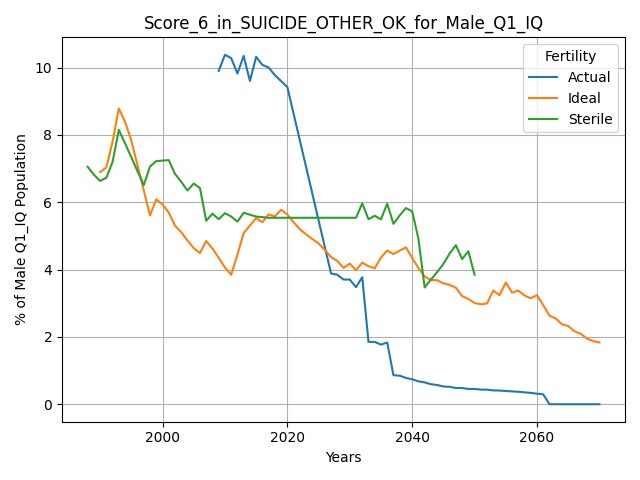 Score_6_in_SUICIDE_OTHER_OK_for_Male_Q1_IQ
% of Male Q1_IQ Population
10
8
6
4
2
0
Fertility
Actual
Ideal
Sterile
2000
2020
2040
2060
Years